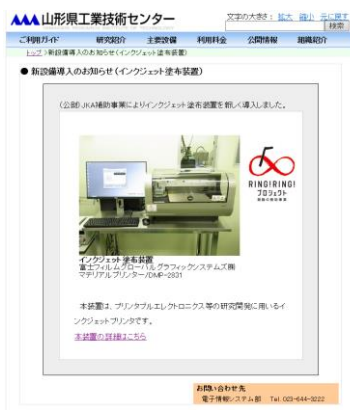 山形県工業技術センター
文字の大きさ： 拡大 縮小 元に戻す
検索
ご利用ガイド 研究紹介 主要設備 利用料金 公開情報 組織紹介
トップ >新設備導入のお知らせ(インクジェット塗布装置)
● 新設備導入のお知らせ(インクジェット塗布装置)
(公財)JKA補助事業によりインクジェット塗布装置を新しく導入しました。
RING!RING!
プロジェクト
競輪の補助事業
インクジェット塗布装置
富士フイルムグローバルグラフィックシステムズ㈱
マテリアルプリンター/DMP-2831
本装置は、プリンタブルエレクトロニクス等の研究開発に用いるイ
ンクジェットプリンタです。
本装置の詳細はこちら
お問い合わせ先
電子情報システム部 Tel. 023-644-3222